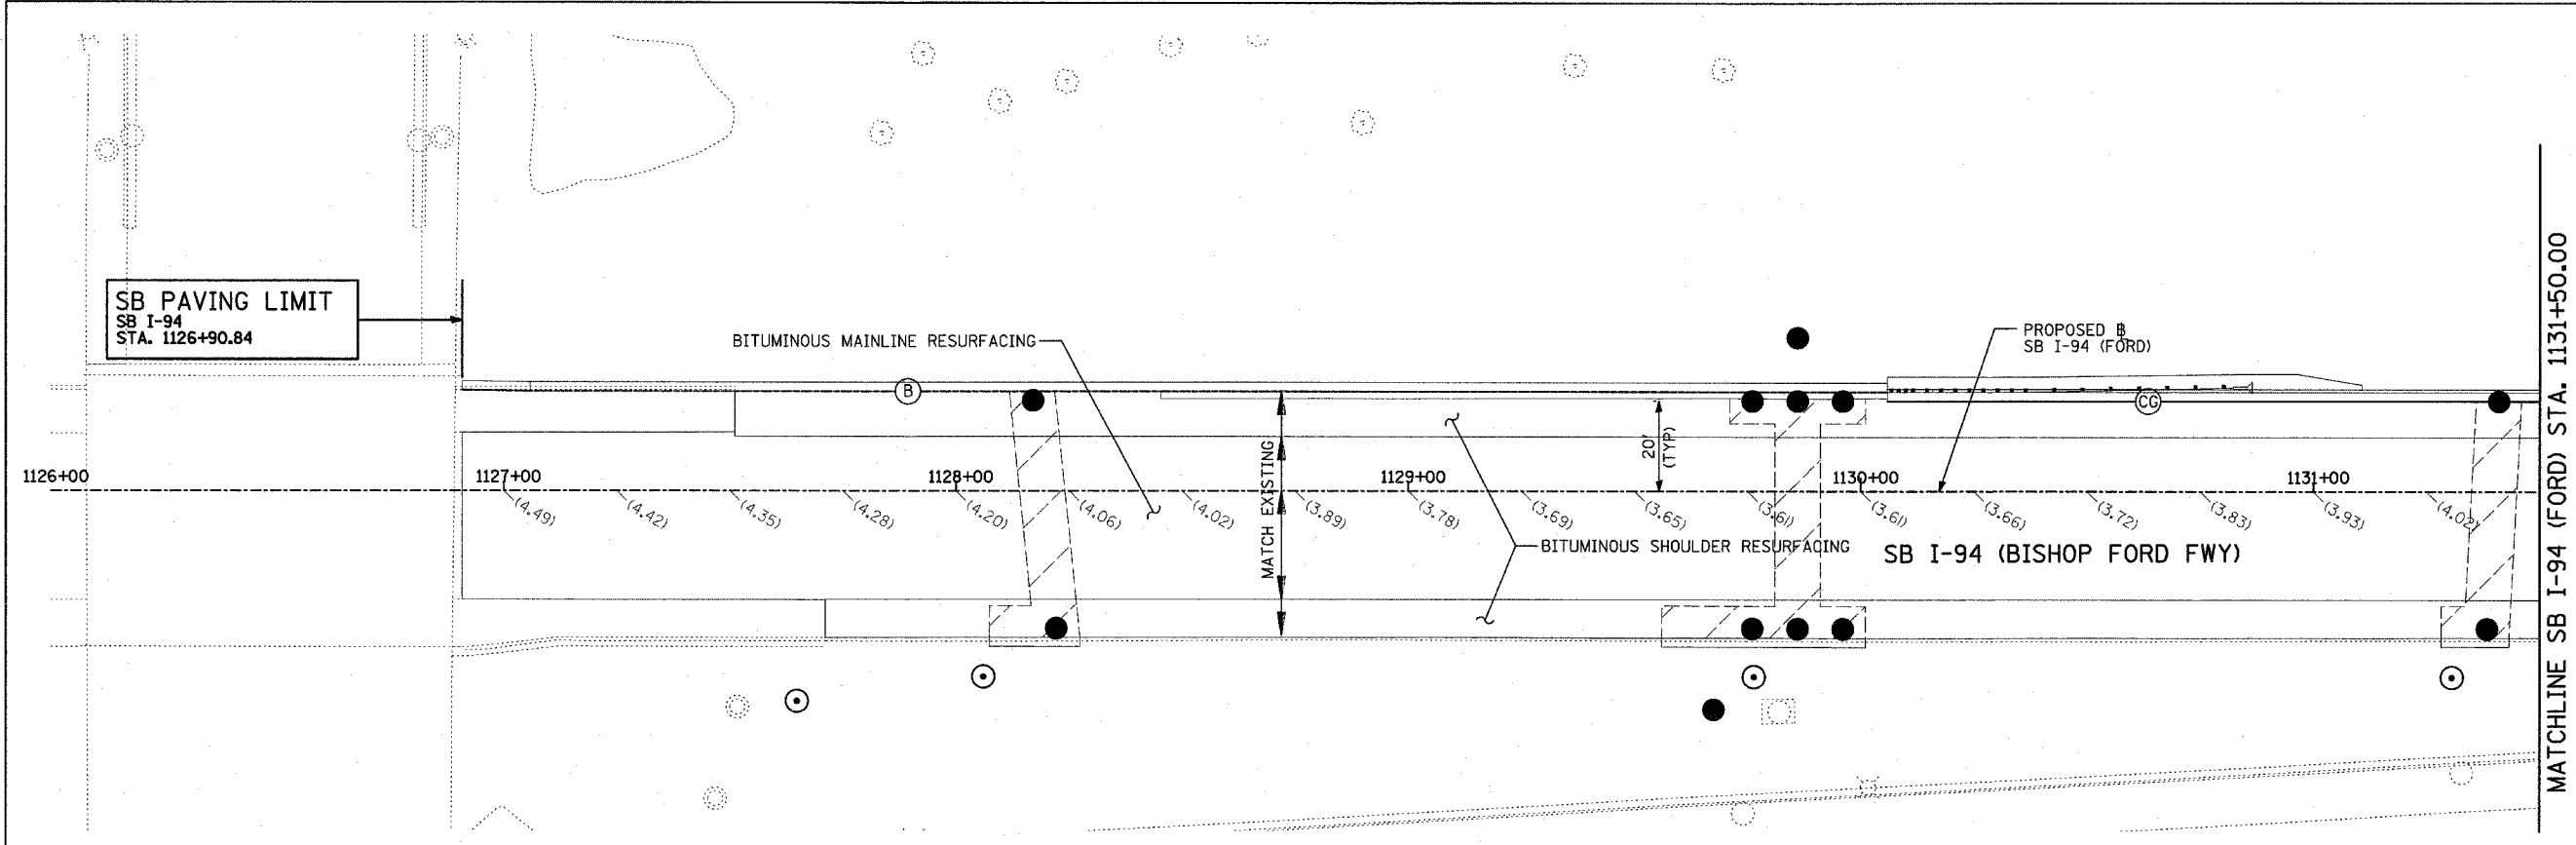 SB PAVING LIMIT
SB I-94
STA. 1126+90.84
BITUMINOUS MAINLINE RESURFACING
PROPOSED
SB I-94 (FORD)
B
CG
20'
(TYP)
MATCH EXISTING
1126+00
1127+00
1128+00
1129+00
1130+00
1131+00
(4.49)
(4.42)
(4.35)
(4.28)
(4.20)
(4.06)
(4.02)
(3.89)
(3.78)
(3.69)
(3.65)
(3.61)
(3.61)
(3.66)
(3.72)
(3.83)
(3.93)
(4.02)
BITUMINOUS SHOULDER RESURFACING
SB I-94 (BISHOP FORD FWY)
MATCHLINE SB I-94 (FORD) STA. 1131+50.00